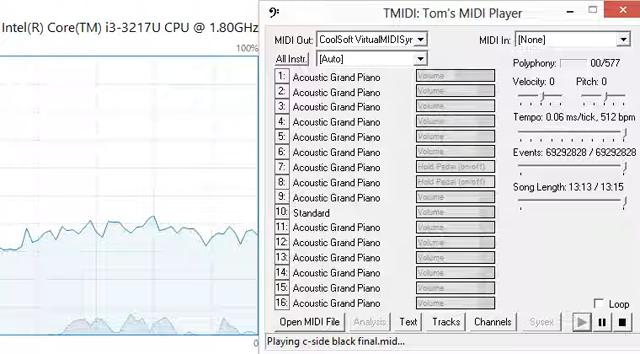 Intel(R) Core(TM) i3-3217U CPU @ 1.80GHz
100%
0
TMIDI: Tom's MIDI Player
MIDI Out: CoolSoft VirtualMIDISyr
MIDI In: [None]
All Instr. [Auto]
Polyphony: 00/577
Velocity: 0 Pitch: 0
Tempo: 0.06 ms/tick, 512 bpm
Events: 69292828 / 69292828
Song Length: 13:13 / 13:15
1: Acoustic Grand Piano Volume
2: Acoustic Grand Piano Volume
3: Acoustic Grand Piano Volume
4: Acoustic Grand Piano Volume
5: Acoustic Grand Piano Volume
6: Acoustic Grand Piano Volume
7: Acoustic Grand Piano Hold Pedal (on/off)
8: Acoustic Grand Piano Hold Pedal (on/off)
9: Acoustic Grand Piano Volume
10: Standard Volume
11: Acoustic Grand Piano Volume
12: Acoustic Grand Piano Volume
13: Acoustic Grand Piano Volume
14: Acoustic Grand Piano Volume
15: Acoustic Grand Piano Volume
16: Acoustic Grand Piano Volume
Loop
Open MIDI File Analysis Text Tracks Channels Sysex
Playing c-side black final.mid...